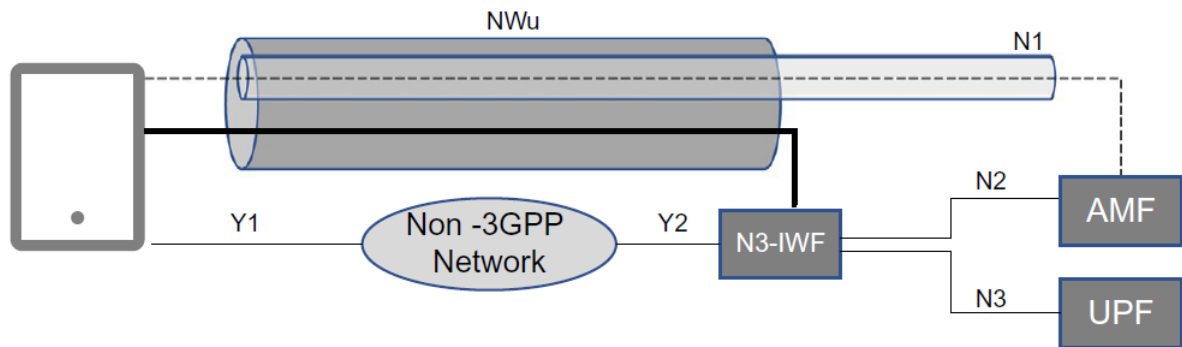 NWu
N1
N2
AMF
Y1
Non -3GPP
Network
Y2
N3-IWF
N3
UPF